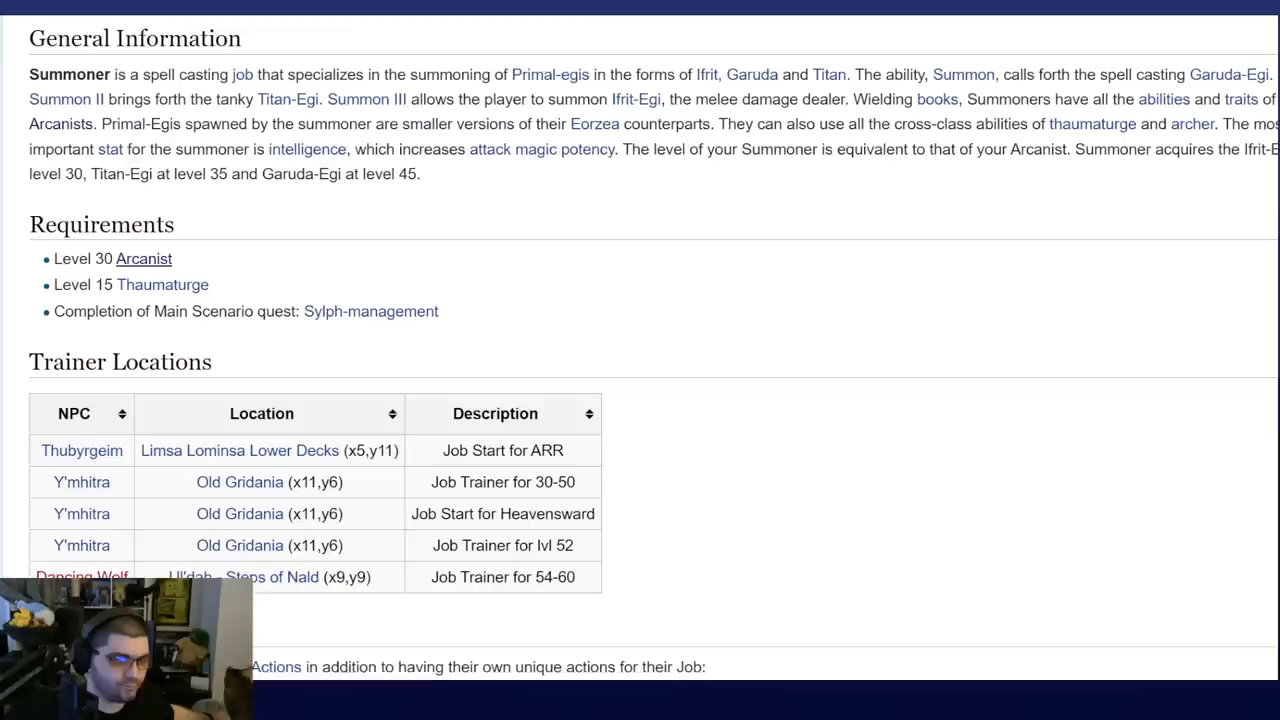 General Information
Summoner is a spell casting job that specializes in the summoning of Primal-egis in the forms of Ifrit, Garuda and Titan. The ability, Summon, calls forth the spell casting Garuda-Egi.
Summon II brings forth the tanky Titan-Egi. Summon III allows the player to summon Ifrit-Egi, the melee damage dealer. Wielding books, Summoners have all the abilities and traits of
Arcanists. Primal-Egis spawned by the summoner are smaller versions of their Eorzea counterparts. They can also use all the cross-class abilities of thaumaturge and archer. The mos
important stat for the summoner is intelligence, which increases attack magic potency. The level of your Summoner is equivalent to that of your Arcanist. Summoner acquires the Ifrit-E
level 30, Titan-Egi at level 35 and Garuda-Egi at level 45.
Requirements
• Level 30 Arcanist
• Level 15 Thaumaturge
• Completion of Main Scenario quest: Sylph-management
Trainer Locations
NPC Location Description
Thubyrgeim Limsa Lominsa Lower Decks (x5,y11) Job Start for ARR
Y'mhitra Old Gridania (x11,y6) Job Trainer for 30-50
Y'mhitra Old Gridania (x11,y6) Job Start for Heavensward
Y'mhitra Old Gridania (x11,y6) Job Trainer for lvl 52
Dancing Wolf Ul'dah - Steps of Nald (x9,y9) Job Trainer for 54-60
Actions in addition to having their own unique actions for their Job: